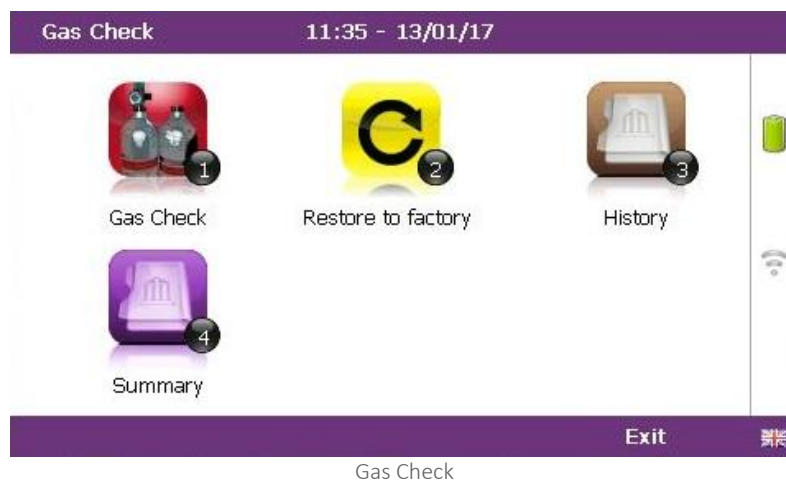 Gas Check 11:35 - 13/01/17
1 2 3
Gas Check Restore to factory History
4
Summary
Exit
Gas Check